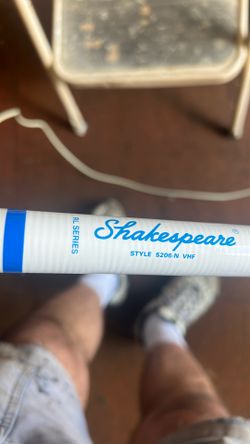 RL SERIES
Shakespeare®
STYLE 5206-N VHF